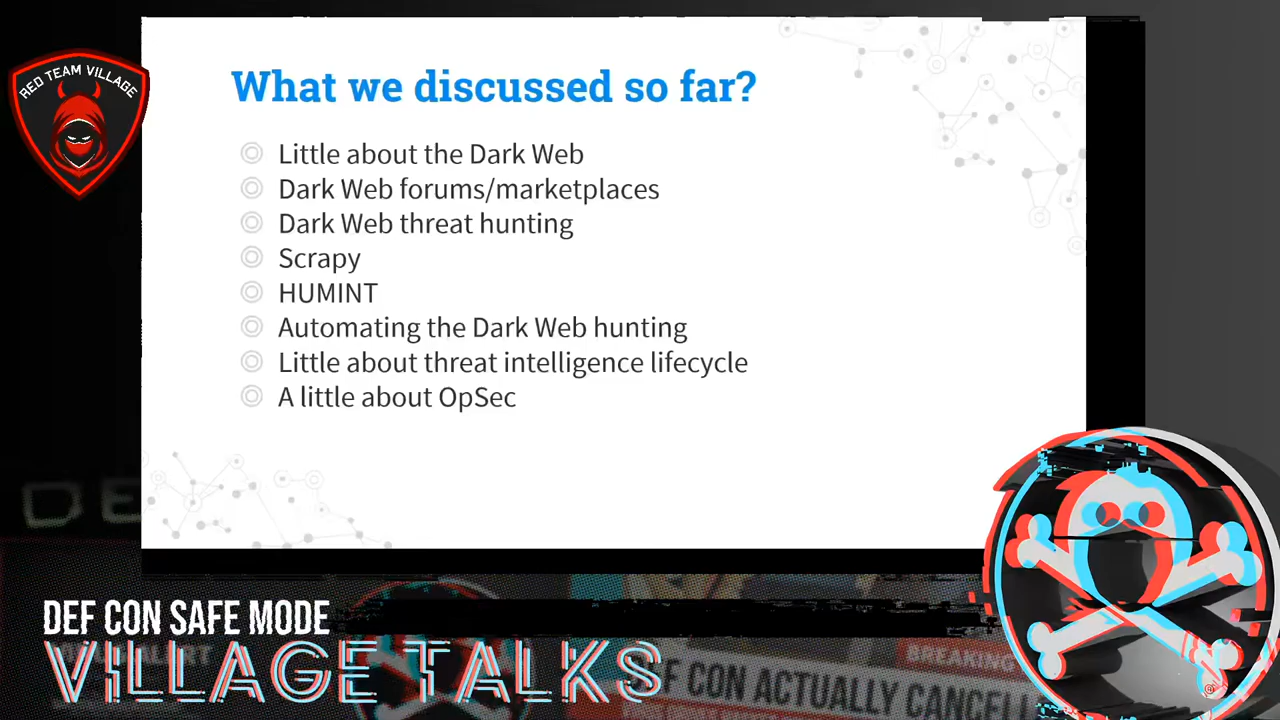 RED TEAM VILLAGE
What we discussed so far?
Little about the Dark Web
Dark Web forums/marketplaces
Dark Web threat hunting
Scrapy
HUMINT
Automating the Dark Web hunting
Little about threat intelligence lifecycle
A little about OpSec
DE
DEF CON SAFE MODE
VILLAGE TALKS
BREAKING
CON ACTUALLY